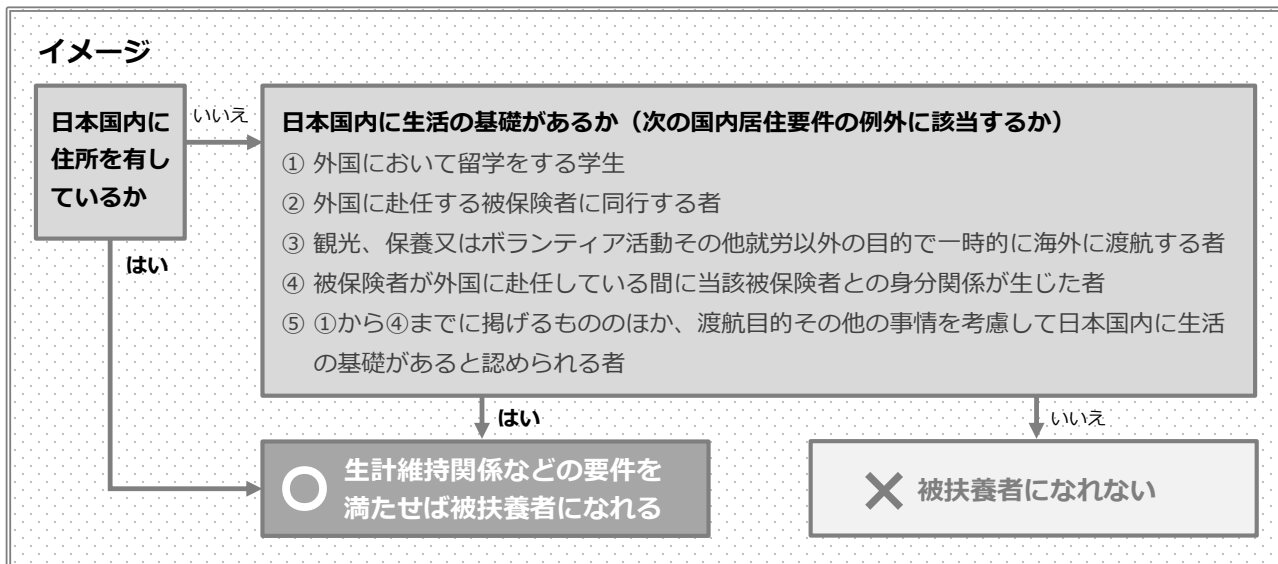 イメージ
日本国内に
住所を有し
ているか
いいえ
日本国内に生活の基礎があるか（次の国内居住要件の例外に該当するか）
① 外国において留学をする学生
② 外国に赴任する被保険者に同行する者
③ 観光、保養又はボランティア活動その他就労以外の目的で一時的に海外に渡航する者
④ 被保険者が外国に赴任している間に当該被保険者との身分関係が生じた者
⑤ ①から④までに掲げるもののほか、渡航目的その他の事情を考慮して日本国内に生活
の基礎があると認められる者
はい
はい
いいえ
生計維持関係などの要件を
満たせば被扶養者になれる
被扶養者になれない